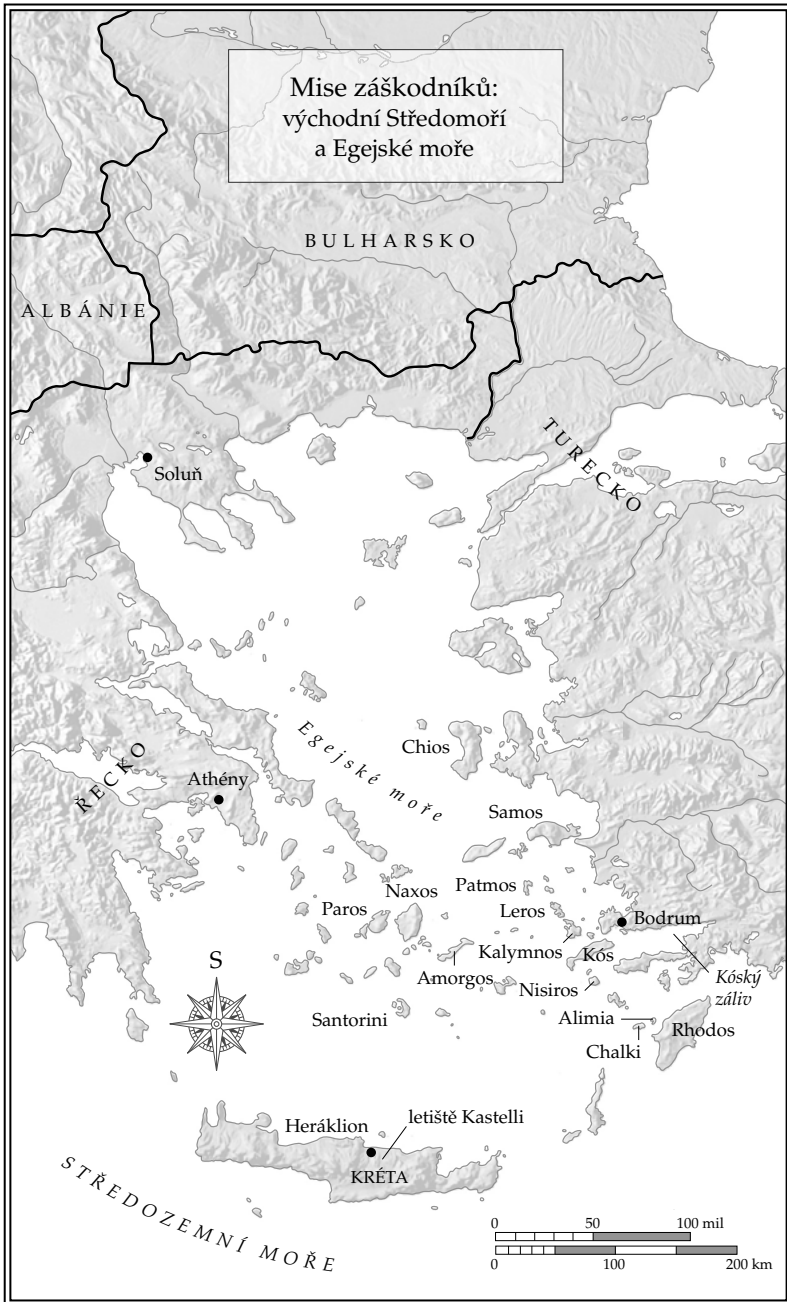 Mise záškodníků:
východní Středomoří
a Egejské moře
BULHARSKO
ALBÁNIE
TURECKO
Soluň
Egejské moře
Chios
ŘECKO
Athény
Samos
Patmos
Naxos
Leros
Paros
Bodrum
Kalymnos
Kós
Amorgos
S
Kóský
záliv
Nisiros
Santorini
Alimia
Rhodos
Chalki
letiště Kastelli
Heráklion
KRÉTA
STŘEDOZEMNÍ MOŘE
0 50 100 mil
0 100 200 km